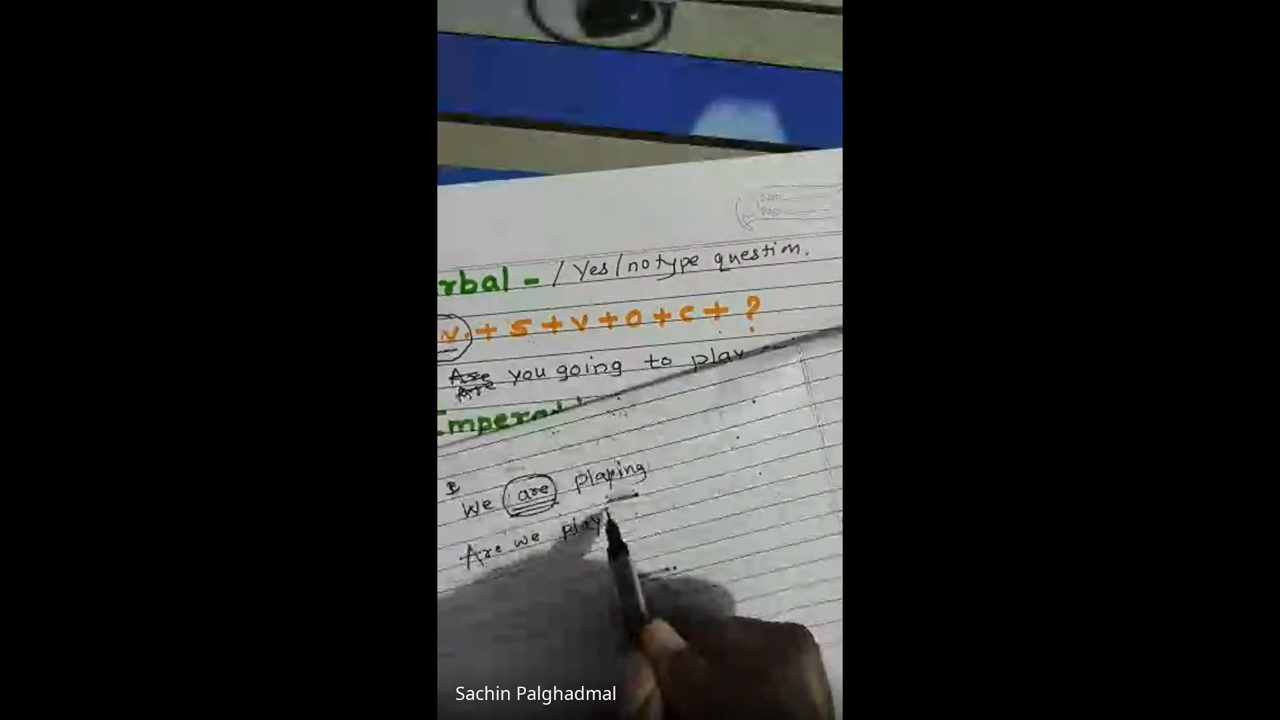 rbal - / Yes/no type question.
v. + S + V + O + C + ?
Are you going to play
Are
Impera
We are playing
Are we play
Sachin Palghadmal